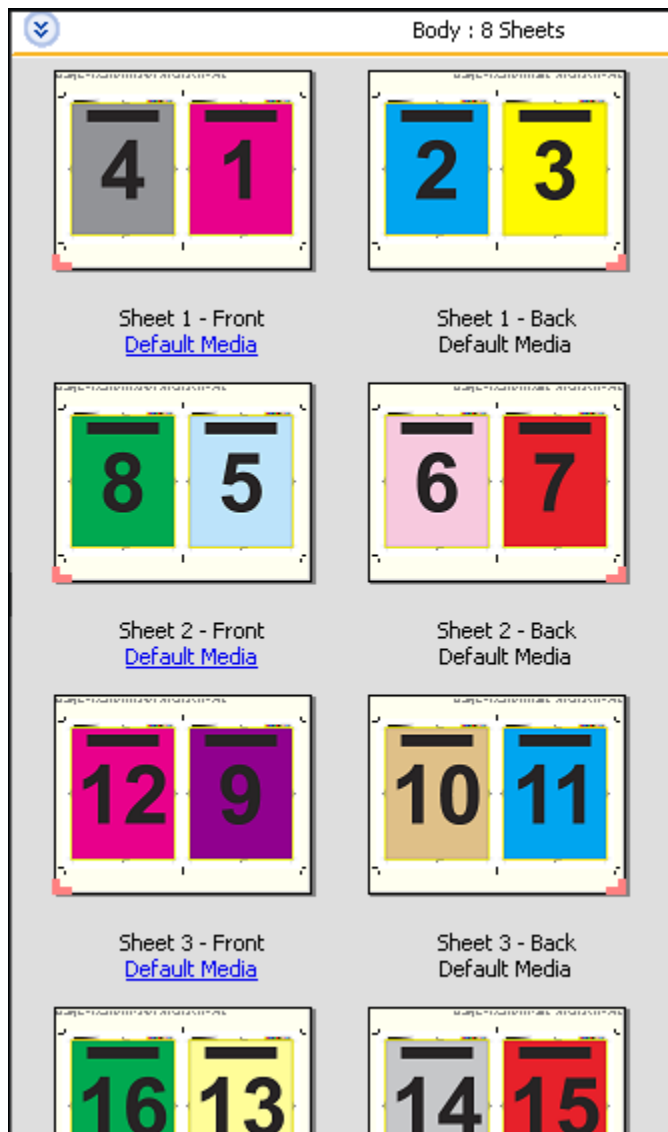 Body : 8 Sheets
4 1
2 3
Sheet 1 - Front
Default Media
Sheet 1 - Back
Default Media
8 5
6 7
Sheet 2 - Front
Default Media
Sheet 2 - Back
Default Media
12 9
10 11
Sheet 3 - Front
Default Media
Sheet 3 - Back
Default Media
16 13
14 15